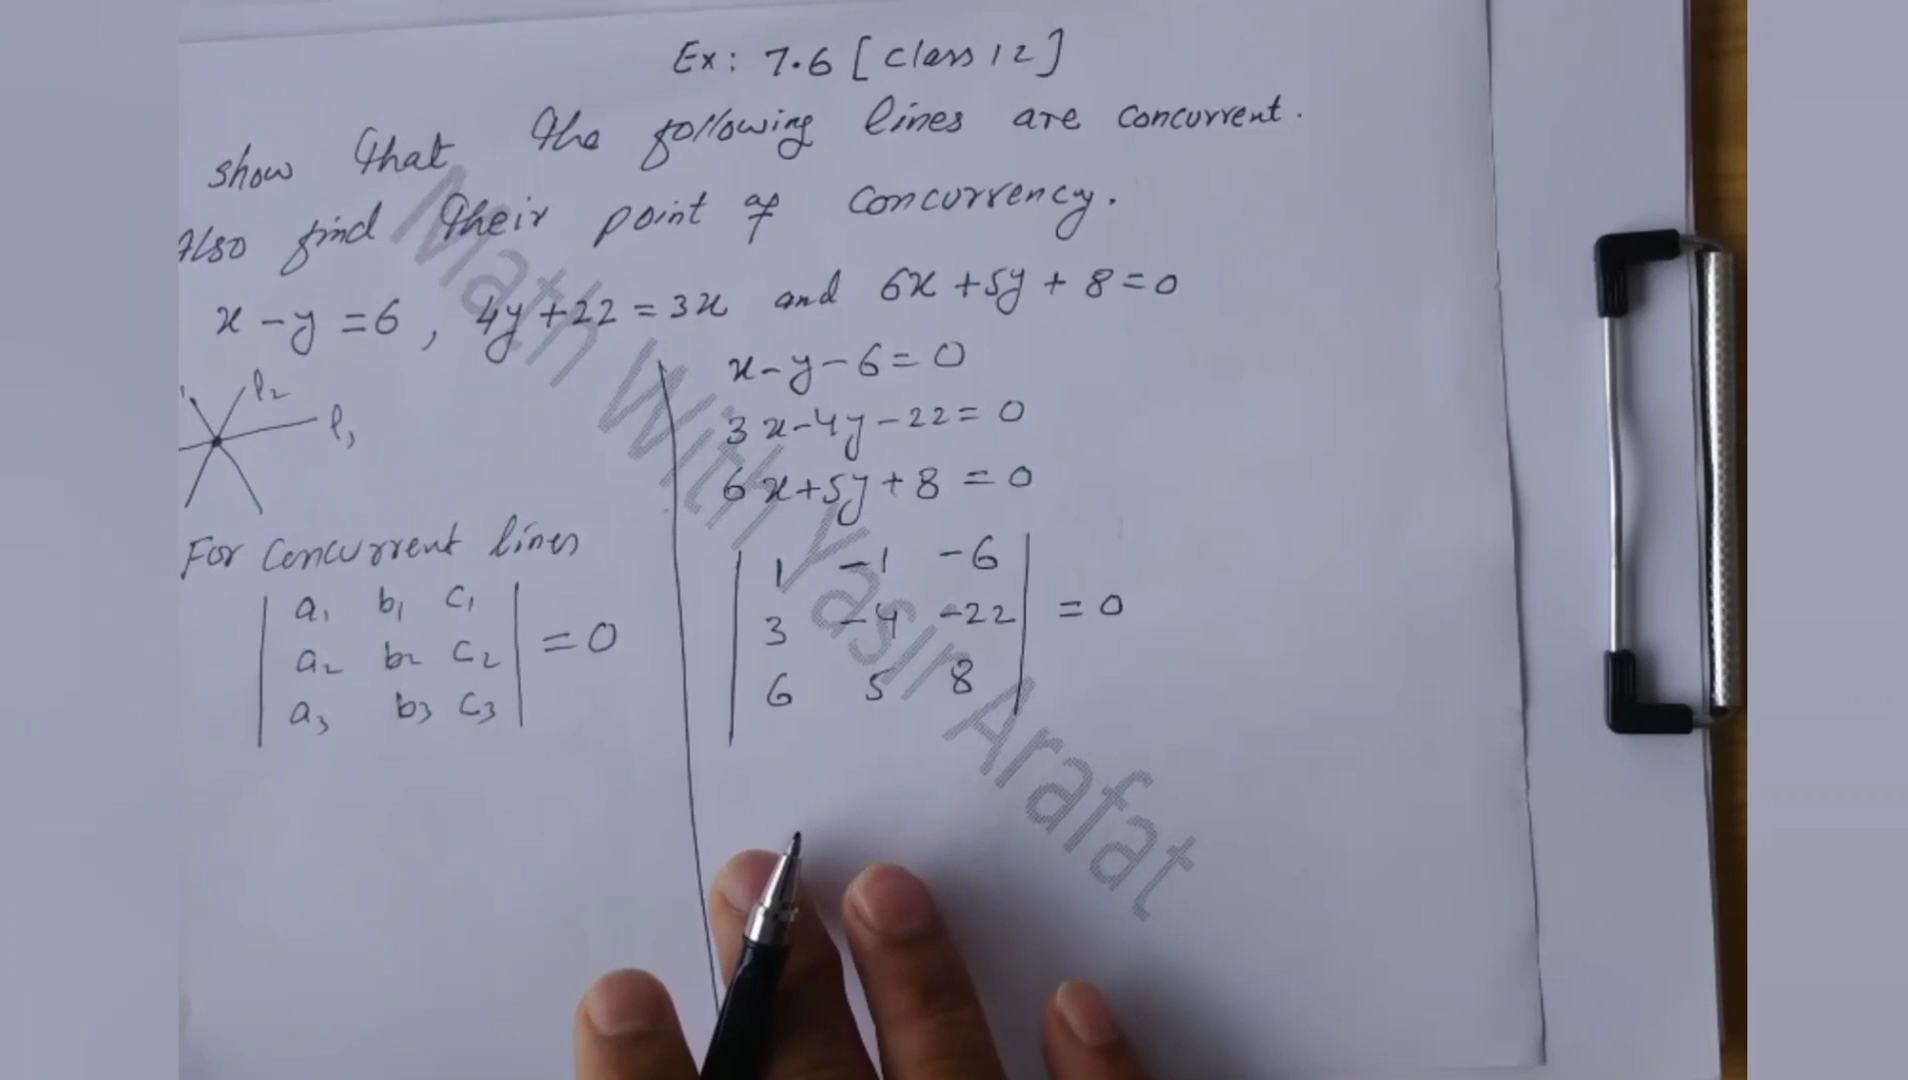 Ex: 7.6 [class 12]
show that the following lines are concurrent.
Also find their point of concurrency.
x - y = 6, 4y + 22 = 3x and 6x + 5y + 8 = 0
l2
l3
For concurrent lines
| a1 b1 c1 |
| a2 b2 c2 | = 0
| a3 b3 c3 |
x - y - 6 = 0
3x - 4y - 22 = 0
6x + 5y + 8 = 0
| 1 -1 -6 |
| 3 -4 -22 | = 0
| 6 5 8 |
Math With Yasir Arafat